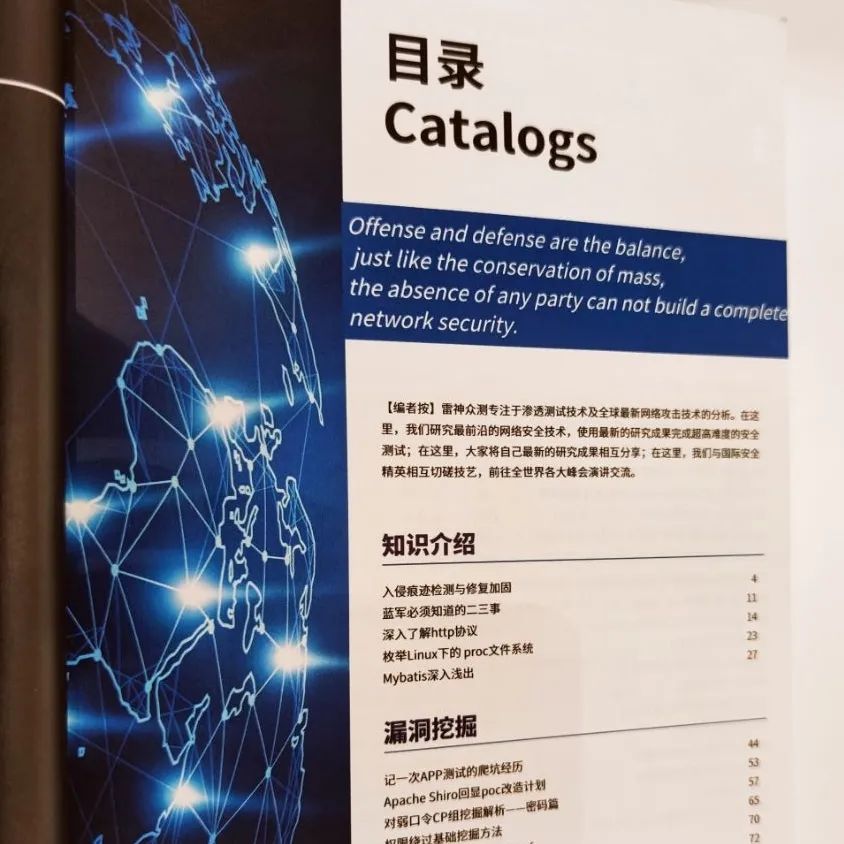 目录
Catalogs
Offense and defense are the balance,
just like the conservation of mass,
the absence of any party can not build a complete
network security.
【编者按】雷神众测专注于渗透测试技术及全球最新网络攻击技术的分析。在这
里，我们研究最前沿的网络安全技术，使用最新的研究成果完成超高难度的安全
测试；在这里，大家将自己最新的研究成果相互分享；在这里，我们与国际安全
精英相互切磋技艺，前往全世界各大峰会演讲交流。
知识介绍
入侵痕迹检测与修复加固 4
蓝军必须知道的二三事 11
深入了解http协议 14
枚举Linux下的 proc文件系统 23
Mybatis深入浅出 27
漏洞挖掘
记一次APP测试的爬坑经历 44
Apache Shiro回显poc改造计划 53
对弱口令CP组挖掘解析——密码篇 57
权限绕过基础挖掘方法 65
70
72